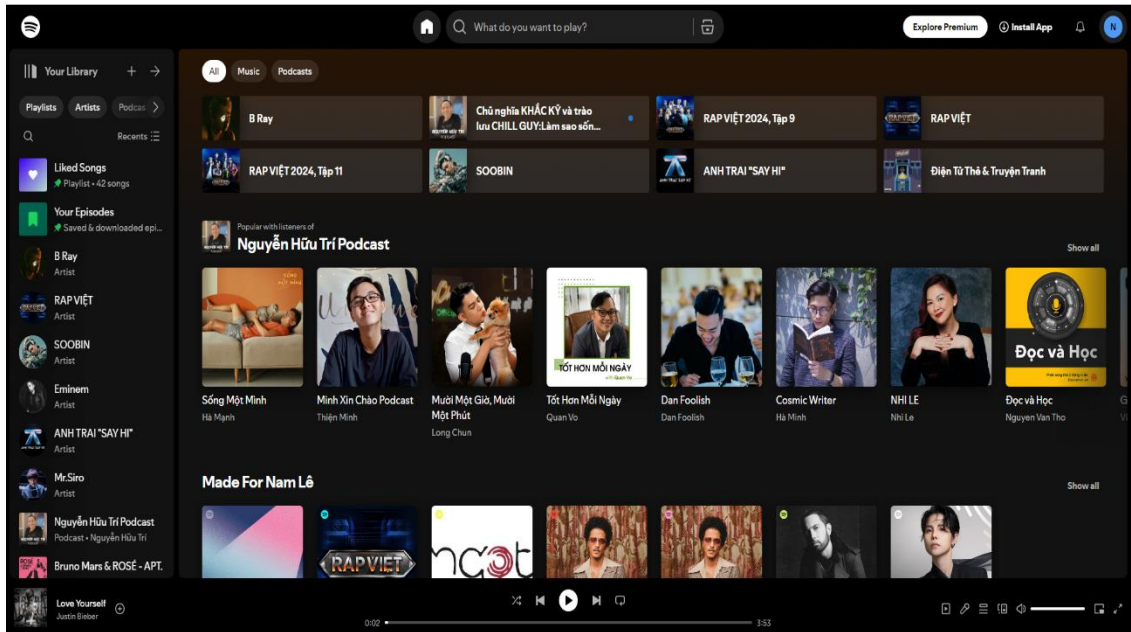 What do you want to play?
Explore Premium
Install App
N
Your Library
Playlists
Artists
Podcas
Recents
Liked Songs
Playlist • 42 songs
Your Episodes
Saved & downloaded epi...
B Ray
Artist
RAP VIỆT
Artist
SOOBIN
Artist
Eminem
Artist
ANH TRAI "SAY HI"
Artist
Mr.Siro
Artist
Nguyễn Hữu Trí Podcast
Podcast • Nguyễn Hữu Trí
Bruno Mars & ROSÉ - APT.
All
Music
Podcasts
B Ray
Chủ nghĩa KHẮC KỶ và trào
lưu CHILL GUY:Làm sao sốn...
RAP VIỆT 2024, Tập 9
RAP VIỆT
RAP VIỆT 2024, Tập 11
SOOBIN
ANH TRAI "SAY HI"
Điện Tử Thẻ & Truyện Tranh
Popular with listeners of
Nguyễn Hữu Trí Podcast
Show all
TỐT HƠN MỖI NGÀY
Đọc và Học
Sống Một Mình
Hà Mạnh
Minh Xin Chào Podcast
Thiện Minh
Mười Một Giờ, Mười
Một Phút
Long Chun
Tốt Hơn Mỗi Ngày
Quan Vo
Dan Foolish
Dan Foolish
Cosmic Writer
Hà Minh
NHI LE
Nhi Le
Đọc và Học
Nguyen Van Tho
Made For Nam Lê
Show all
RAP VIET
ngọt
Love Yourself
Justin Bieber
0:02
3:53